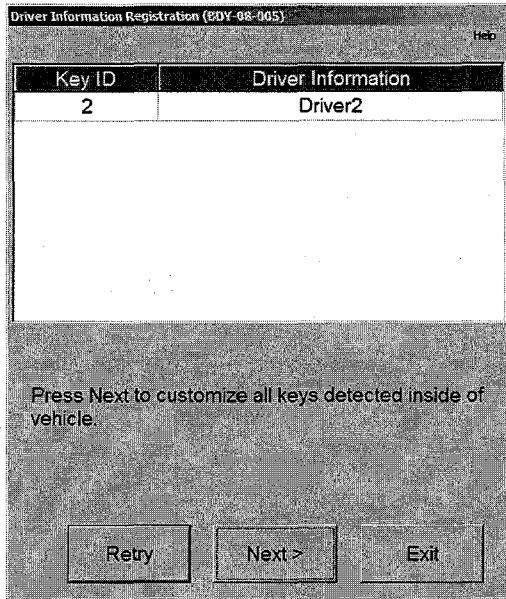 Driver Information Registration (BDY-08-005)
Help
Key ID Driver Information
2 Driver2
Press Next to customize all keys detected inside of
vehicle.
Retry Next > Exit